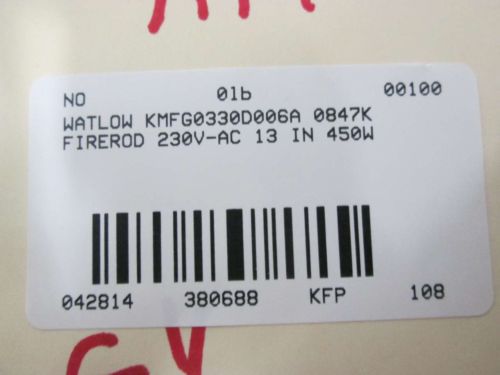 NO 01b 00100
WATLOW KMFG0330D006A 0847K
FIREROD 230V-AC 13 IN 450W
042814 380688 KFP 108